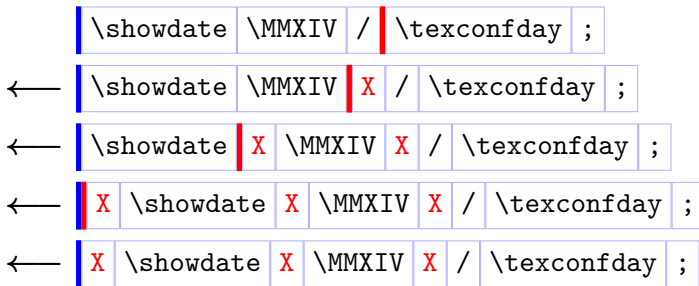 \showdate \MMXIV / \texconfday ;
⟵ \showdate \MMXIV X / \texconfday ;
⟵ \showdate X \MMXIV X / \texconfday ;
⟵ X \showdate X \MMXIV X / \texconfday ;
⟵ X \showdate X \MMXIV X / \texconfday ;